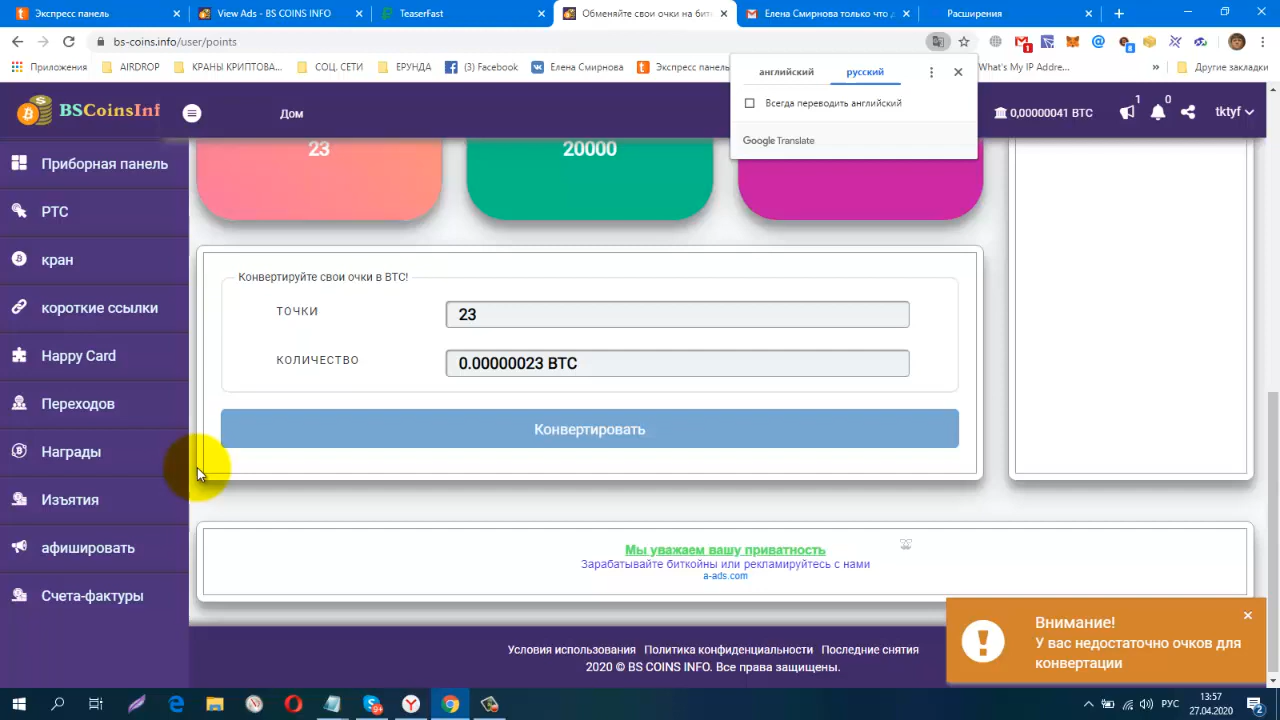 Экспресс панель
View Ads - BS COINS INFO
TeaserFast
Обменяйте свои очки на бит
Елена Смирнова только что д
Расширения
bs-coins.info/user/points
Приложения
AIRDROP
КРАНЫ КРИПТОВА...
СОЦ. СЕТИ
ЕРУНДА
(3) Facebook
Елена Смирнова
Экспресс панель
What's My IP Addre...
»
Другие закладки
английский
русский
Всегда переводить английский
Google Translate
BSCoinsInf
Дом
0,00000041 BTC
1
0
tktyf
Приборная панель
РТС
кран
короткие ссылки
Happy Card
Переходов
Награды
Изъятия
афишировать
Счета-фактуры
23
20000
Конвертируйте свои очки в BTC!
ТОЧКИ
23
КОЛИЧЕСТВО
0.00000023 BTC
Конвертировать
Мы уважаем вашу приватность
Зарабатывайте биткойны или рекламируйтесь с нами
a-ads.com
Условия использования Политика конфиденциальности Последние снятия
2020 © BS COINS INFO. Все права защищены.
Внимание!
У вас недостаточно очков для
конвертации
РУС
13:57
27.04.2020
2